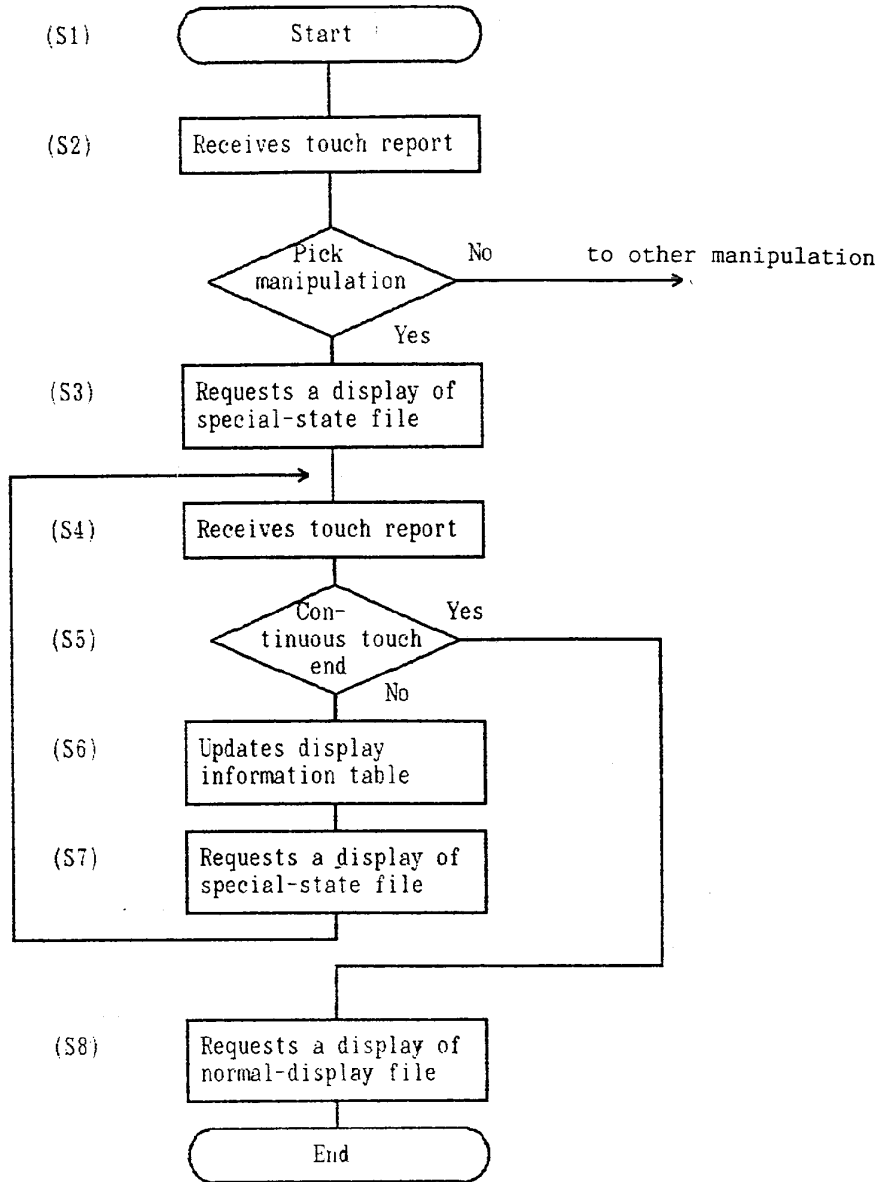 (S1) Start
(S2) Receives touch report
Pick
manipulation
No
to other manipulation
Yes
(S3) Requests a display of
special-state file
(S4) Receives touch report
(S5) Con-
tinuous touch
end
Yes
No
(S6) Updates display
information table
(S7) Requests a display of
special-state file
(S8) Requests a display of
normal-display file
End